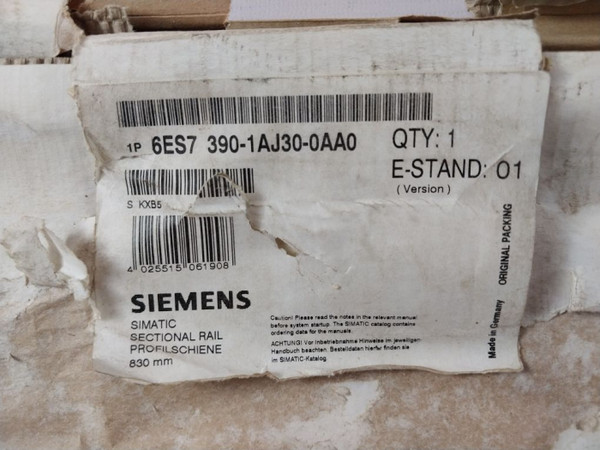 1P 6ES7 390-1AJ30-0AA0
QTY: 1
E-STAND: 01
(Version)
S KXB5
4 025515 061908
SIEMENS
SIMATIC
SECTIONAL RAIL
PROFILSCHIENE
830 mm
Caution! Please read the notes in the relevant manual
before system startup. The SIMATIC catalog contains
ordering data for the manuals.
ACHTUNG! Vor Inbetriebnahme Hinweise im jeweiligen
Handbuch beachten. Bestelldaten hierfür finden sie
im SIMATIC-Katalog.
Made in Germany
ORIGINAL PACKING